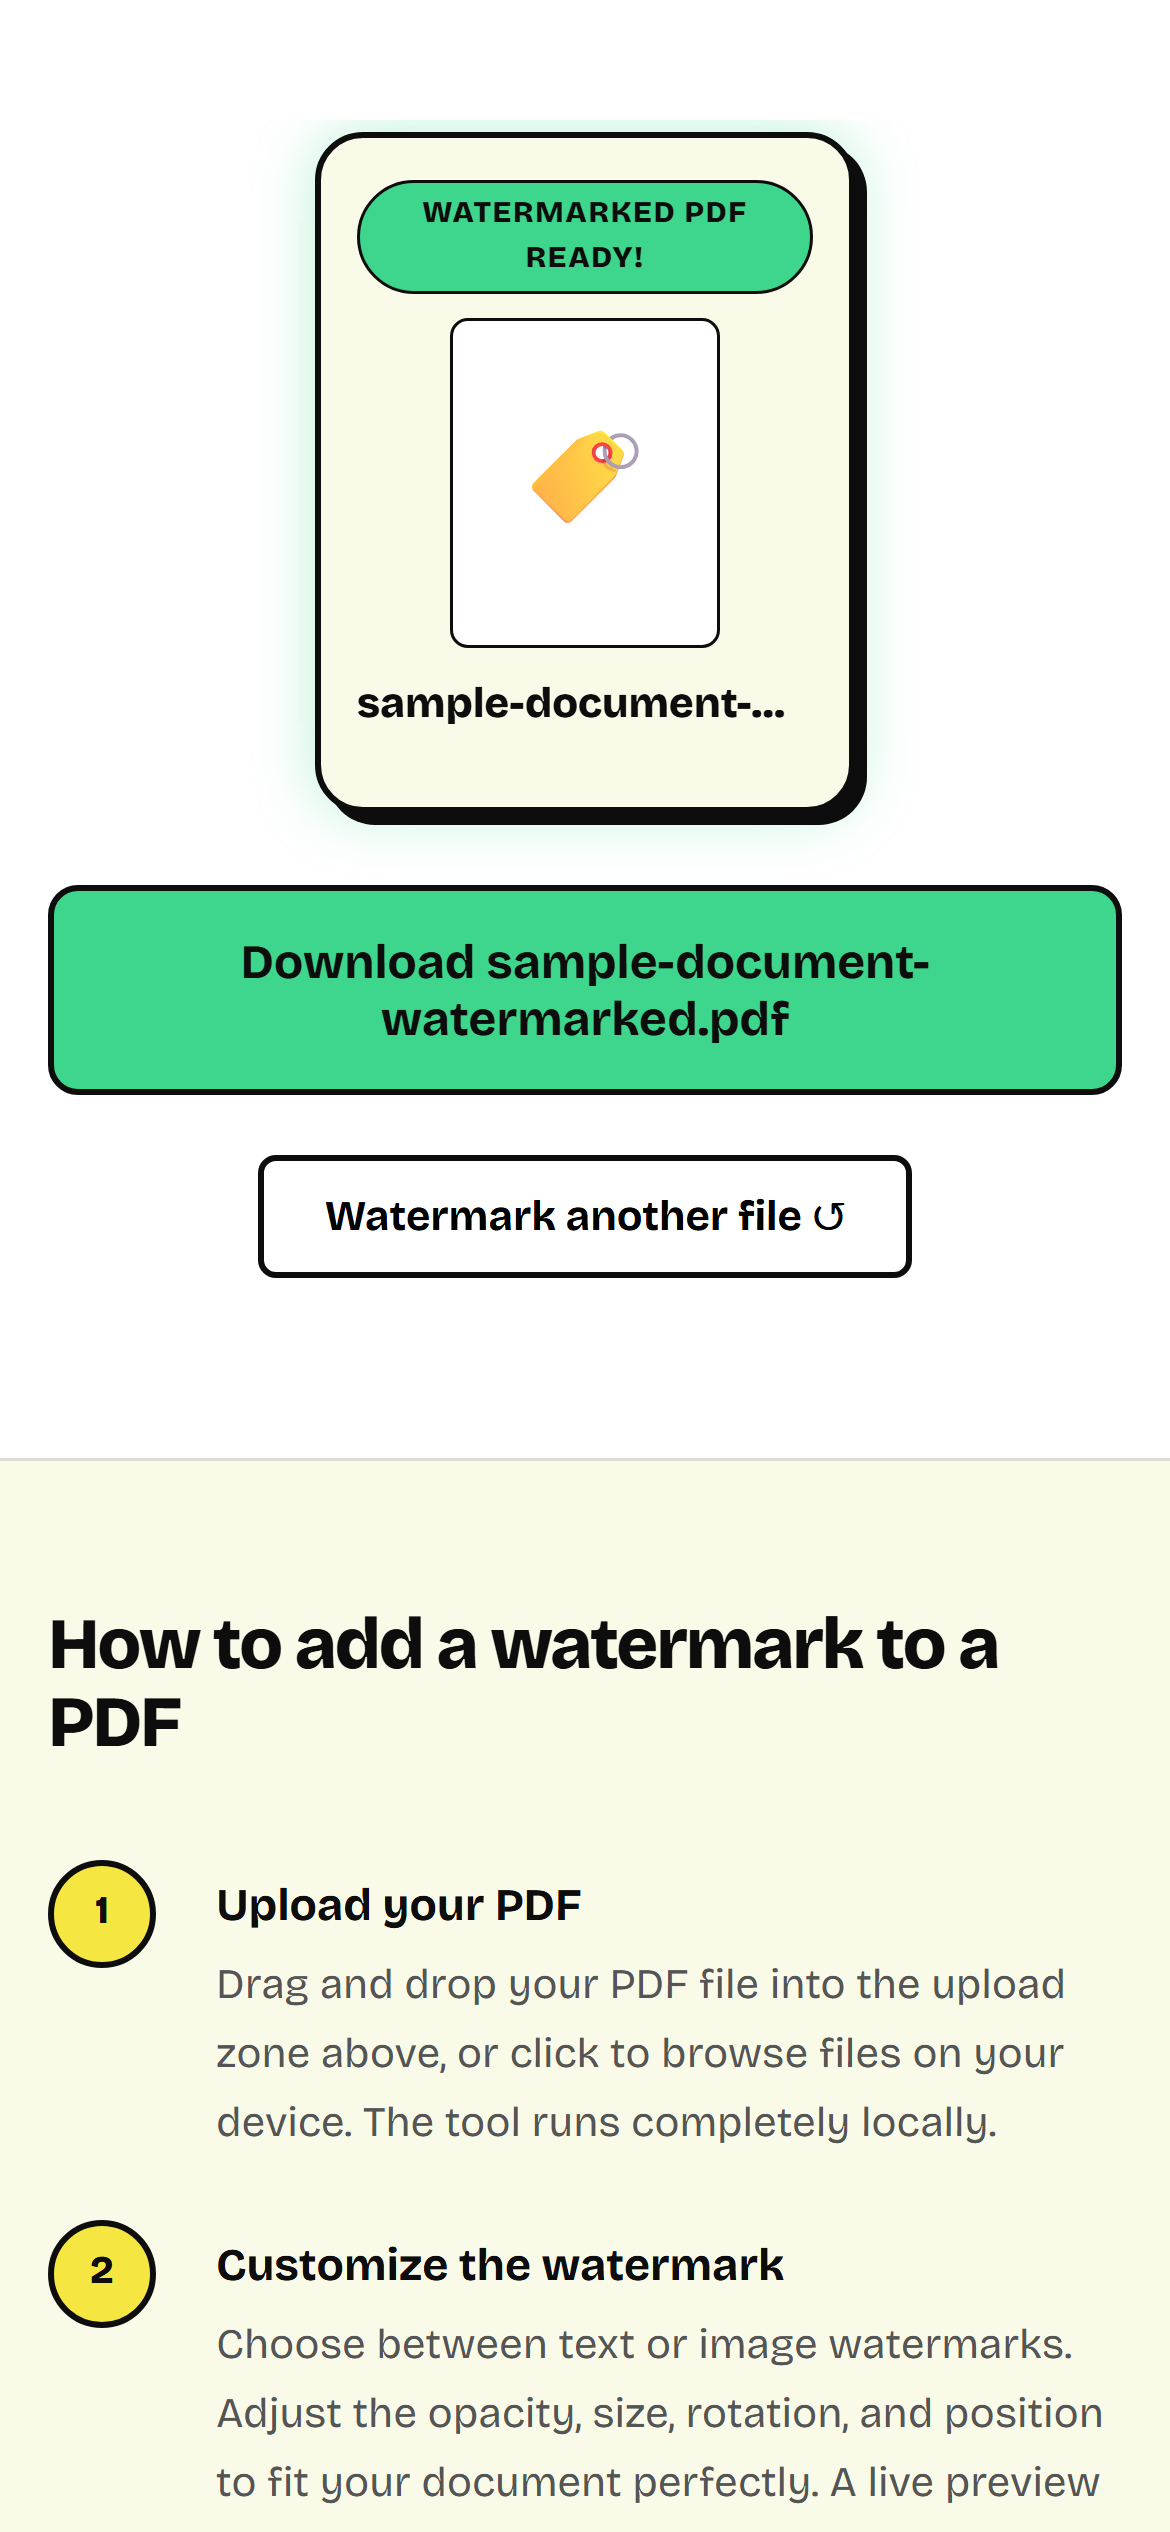 WATERMARKED PDF
READY!
sample-document-...
Download sample-document-
watermarked.pdf
Watermark another file ↺
How to add a watermark to a
PDF
1
Upload your PDF
Drag and drop your PDF file into the upload
zone above, or click to browse files on your
device. The tool runs completely locally.
2
Customize the watermark
Choose between text or image watermarks.
Adjust the opacity, size, rotation, and position
to fit your document perfectly. A live preview